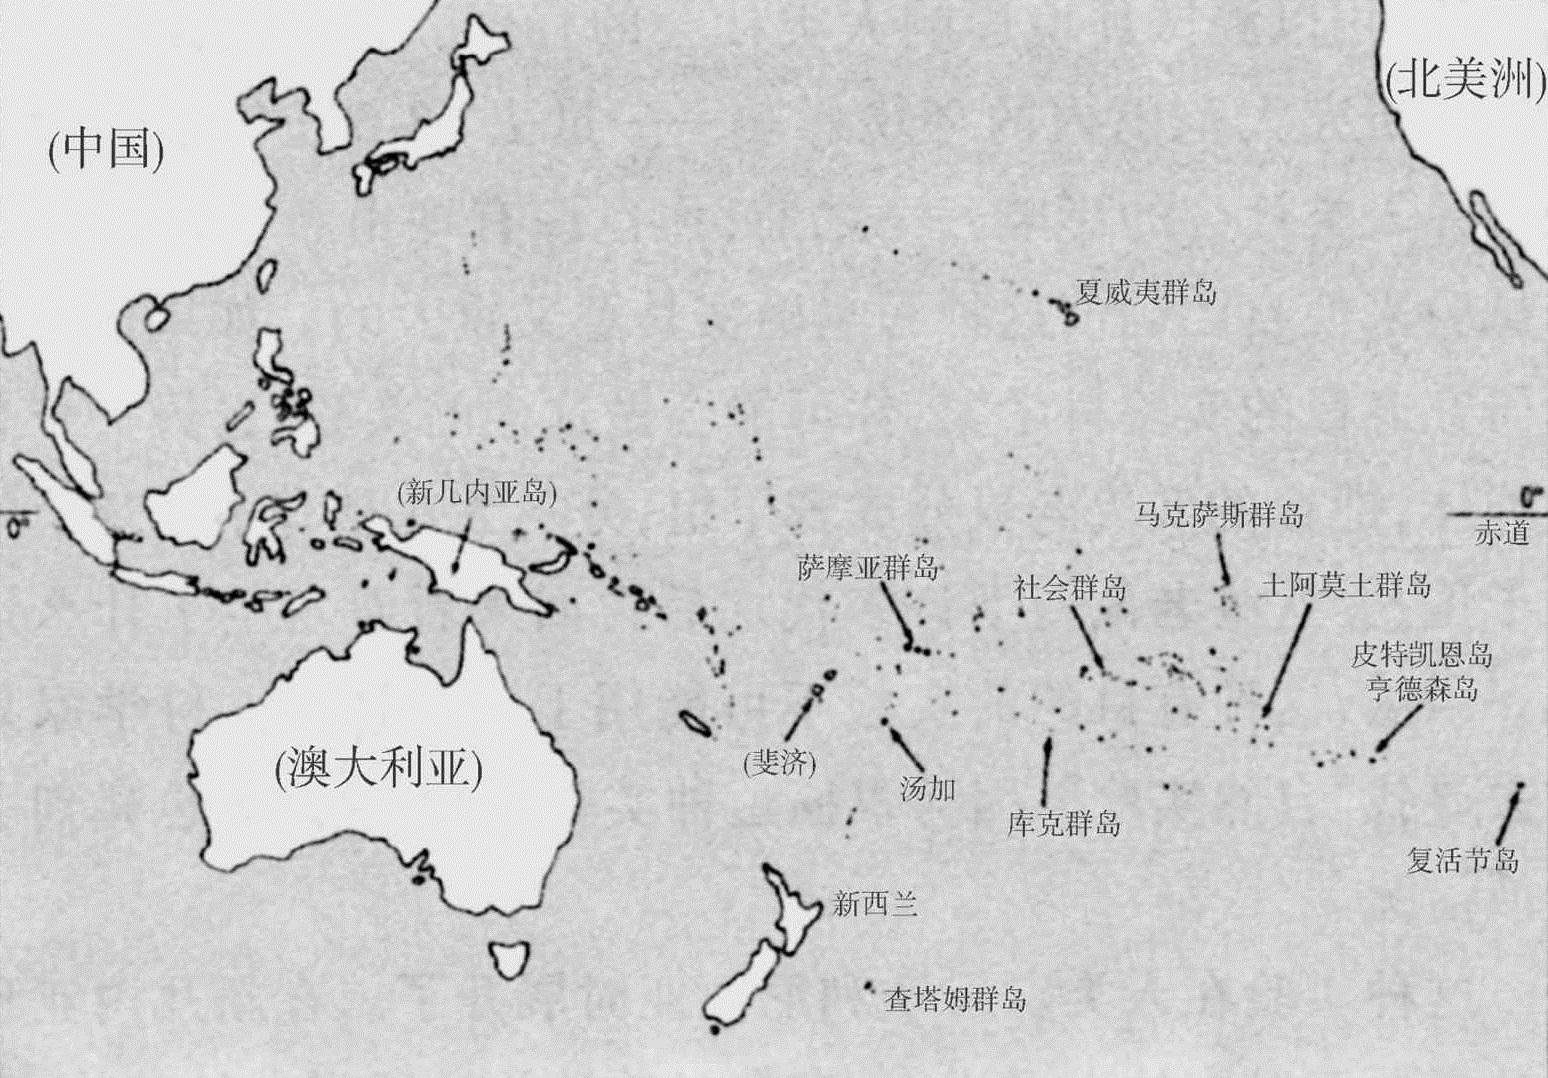 (北美洲)
(中国)
夏威夷群岛
(新几内亚岛)
马克萨斯群岛
0°
0°
赤道
萨摩亚群岛
社会群岛
土阿莫土群岛
皮特凯恩岛
亨德森岛
(澳大利亚)
(斐济)
汤加
库克群岛
复活节岛
新西兰
查塔姆群岛